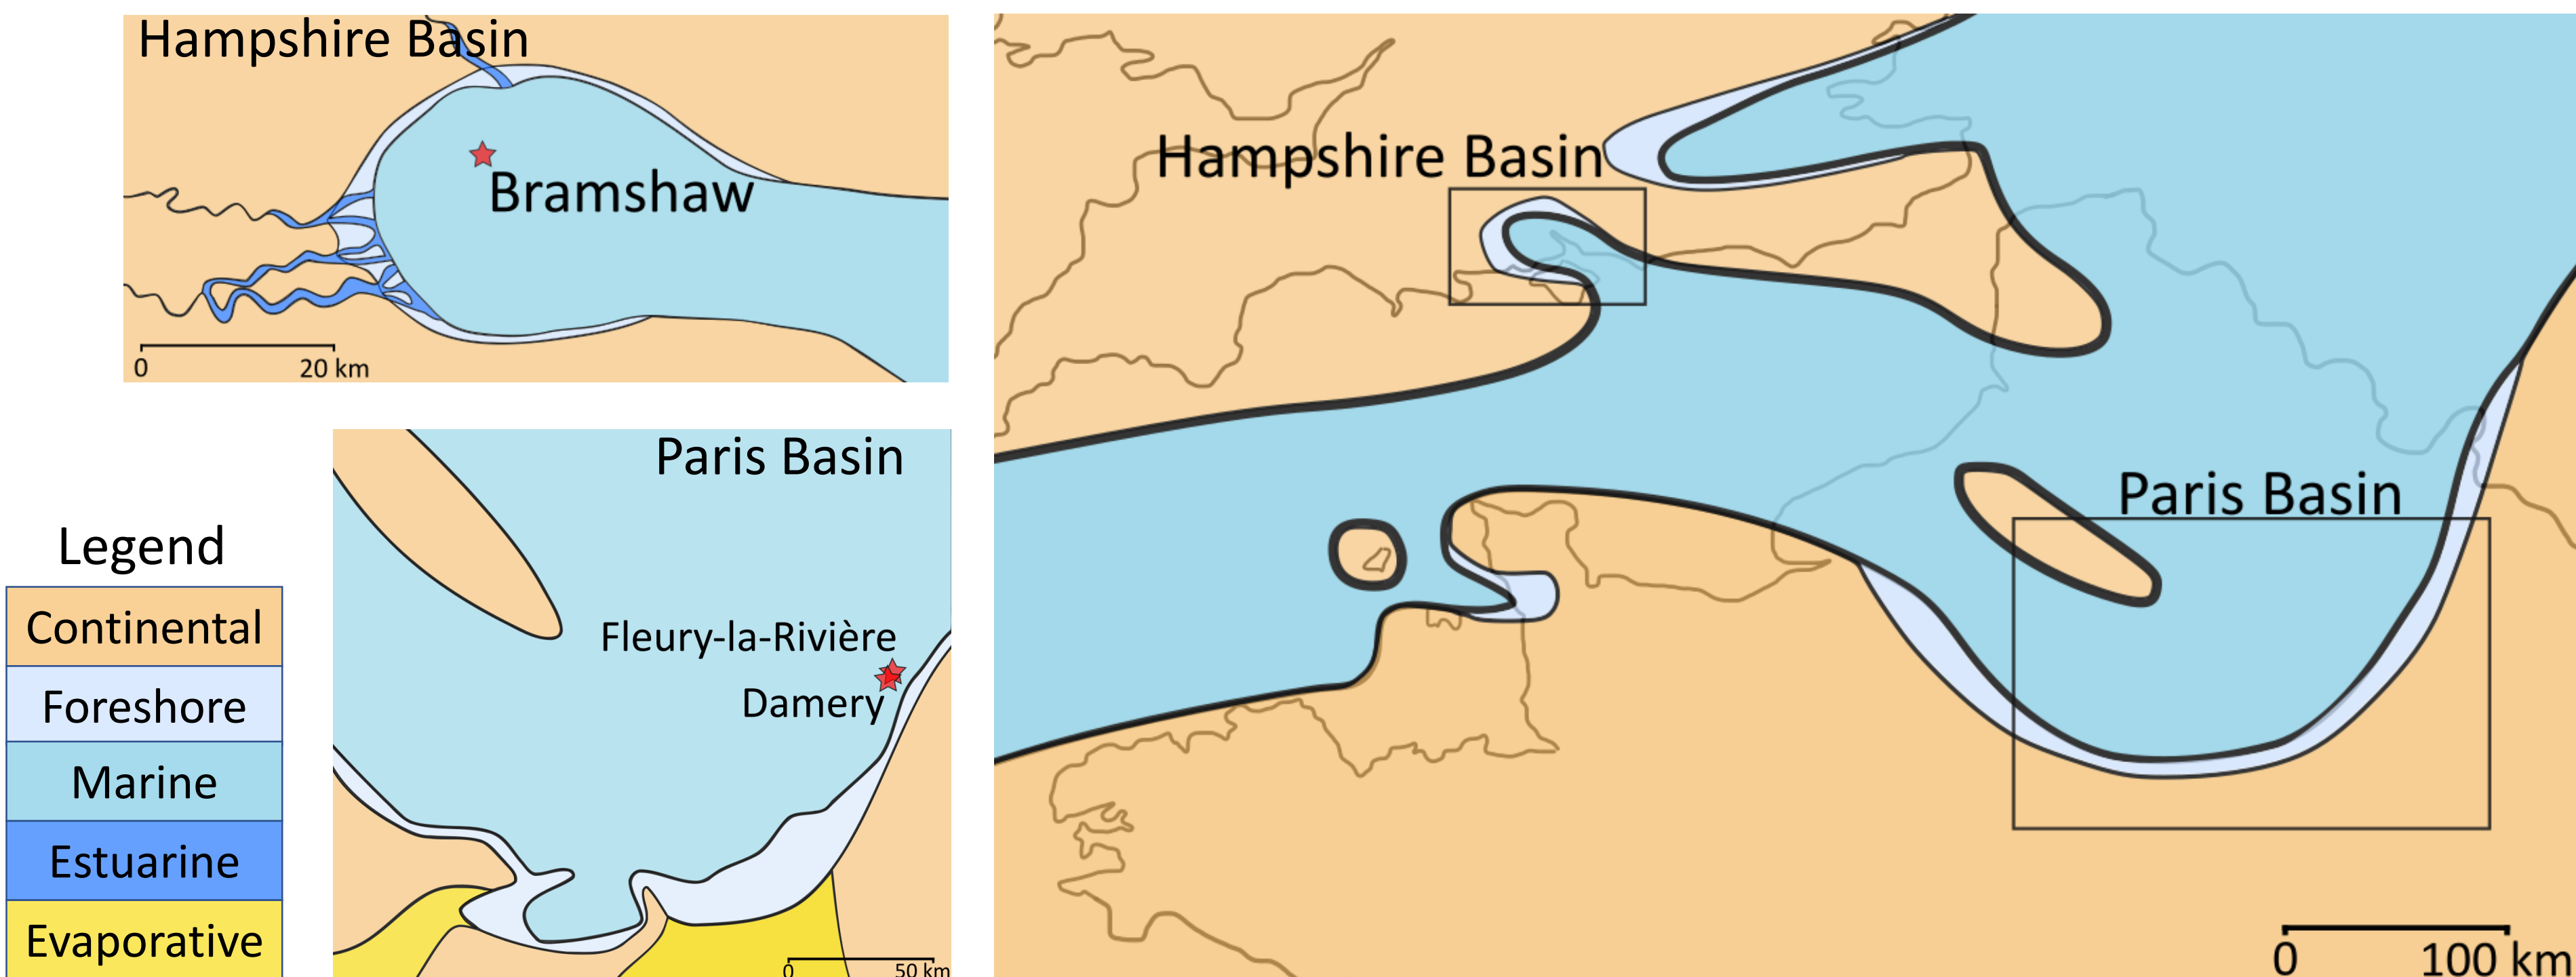 Hampshire Basin
Bramshaw
0 20 km
Paris Basin
Fleury-la-Rivière
Damery
0 50 km
Legend
Continental
Foreshore
Marine
Estuarine
Evaporative
Hampshire Basin
Paris Basin
0 100 km